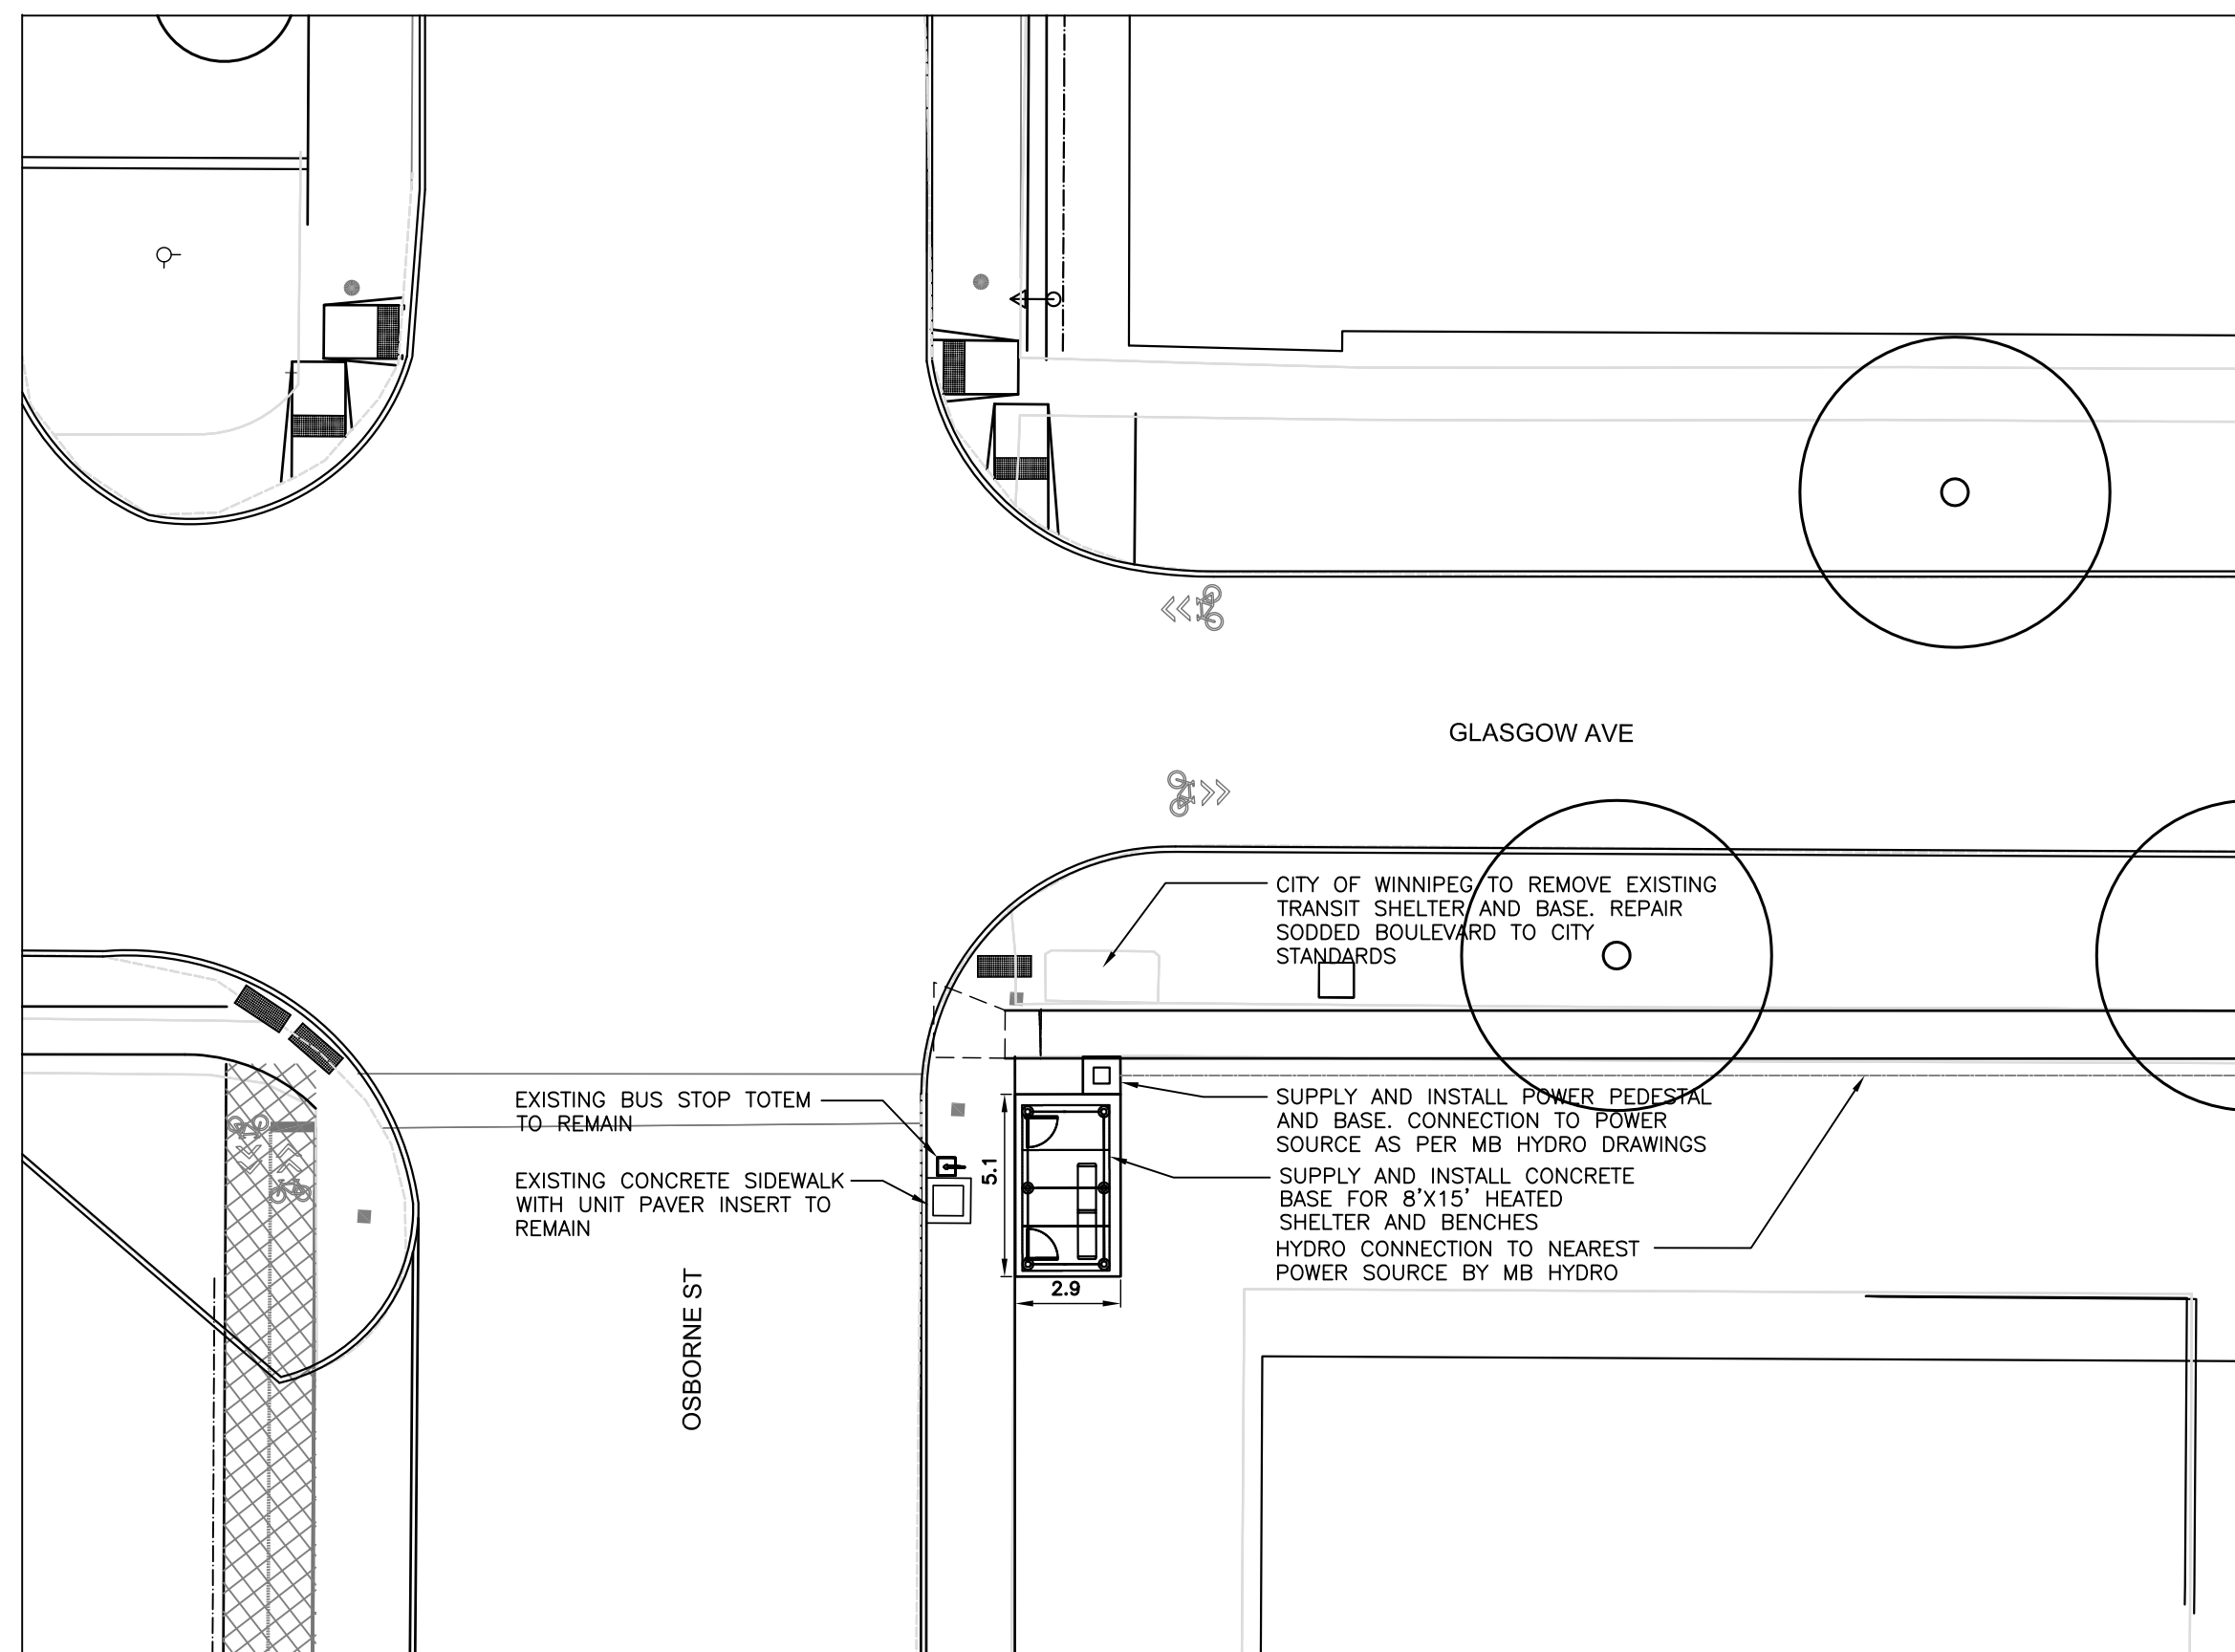 GLASGOW AVE
CITY OF WINNIPEG TO REMOVE EXISTING
TRANSIT SHELTER AND BASE. REPAIR
SODDED BOULEVARD TO CITY
STANDARDS
EXISTING BUS STOP TOTEM
TO REMAIN
SUPPLY AND INSTALL POWER PEDESTAL
AND BASE. CONNECTION TO POWER
SOURCE AS PER MB HYDRO DRAWINGS
EXISTING CONCRETE SIDEWALK
WITH UNIT PAVER INSERT TO
REMAIN
5.1
SUPPLY AND INSTALL CONCRETE
BASE FOR 8'X15' HEATED
SHELTER AND BENCHES
HYDRO CONNECTION TO NEAREST
POWER SOURCE BY MB HYDRO
2.9
OSBORNE ST